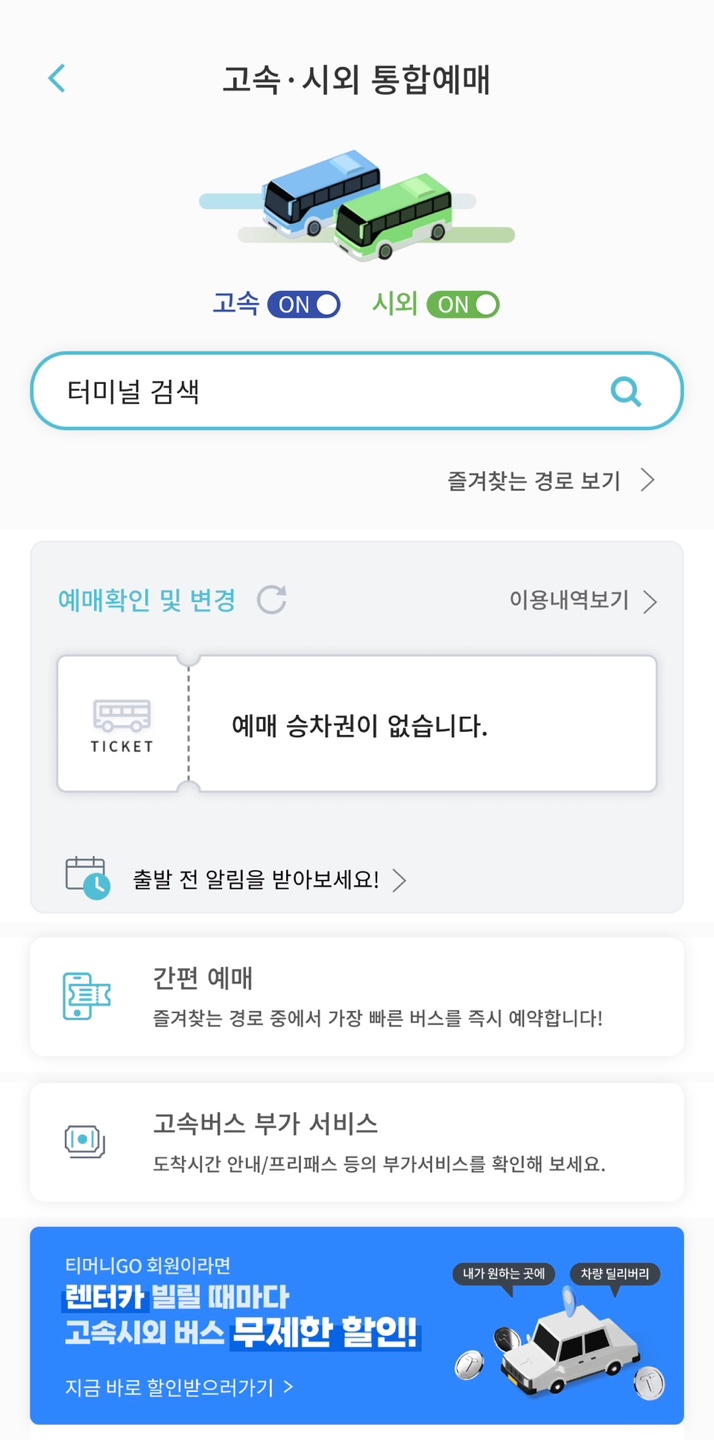 고속·시외 통합예매
고속 ON 시외 ON
터미널 검색
즐겨찾는 경로 보기
예매확인 및 변경
이용내역보기
TICKET
예매 승차권이 없습니다.
출발 전 알림을 받아보세요!
간편 예매
즐겨찾는 경로 중에서 가장 빠른 버스를 즉시 예약합니다!
고속버스 부가 서비스
도착시간 안내/프리패스 등의 부가서비스를 확인해 보세요.
티머니GO 회원이라면
렌터카 빌릴 때마다
고속시외 버스 무제한 할인!
지금 바로 할인받으러가기 >
내가 원하는 곳에
차량 딜리버리
T
T